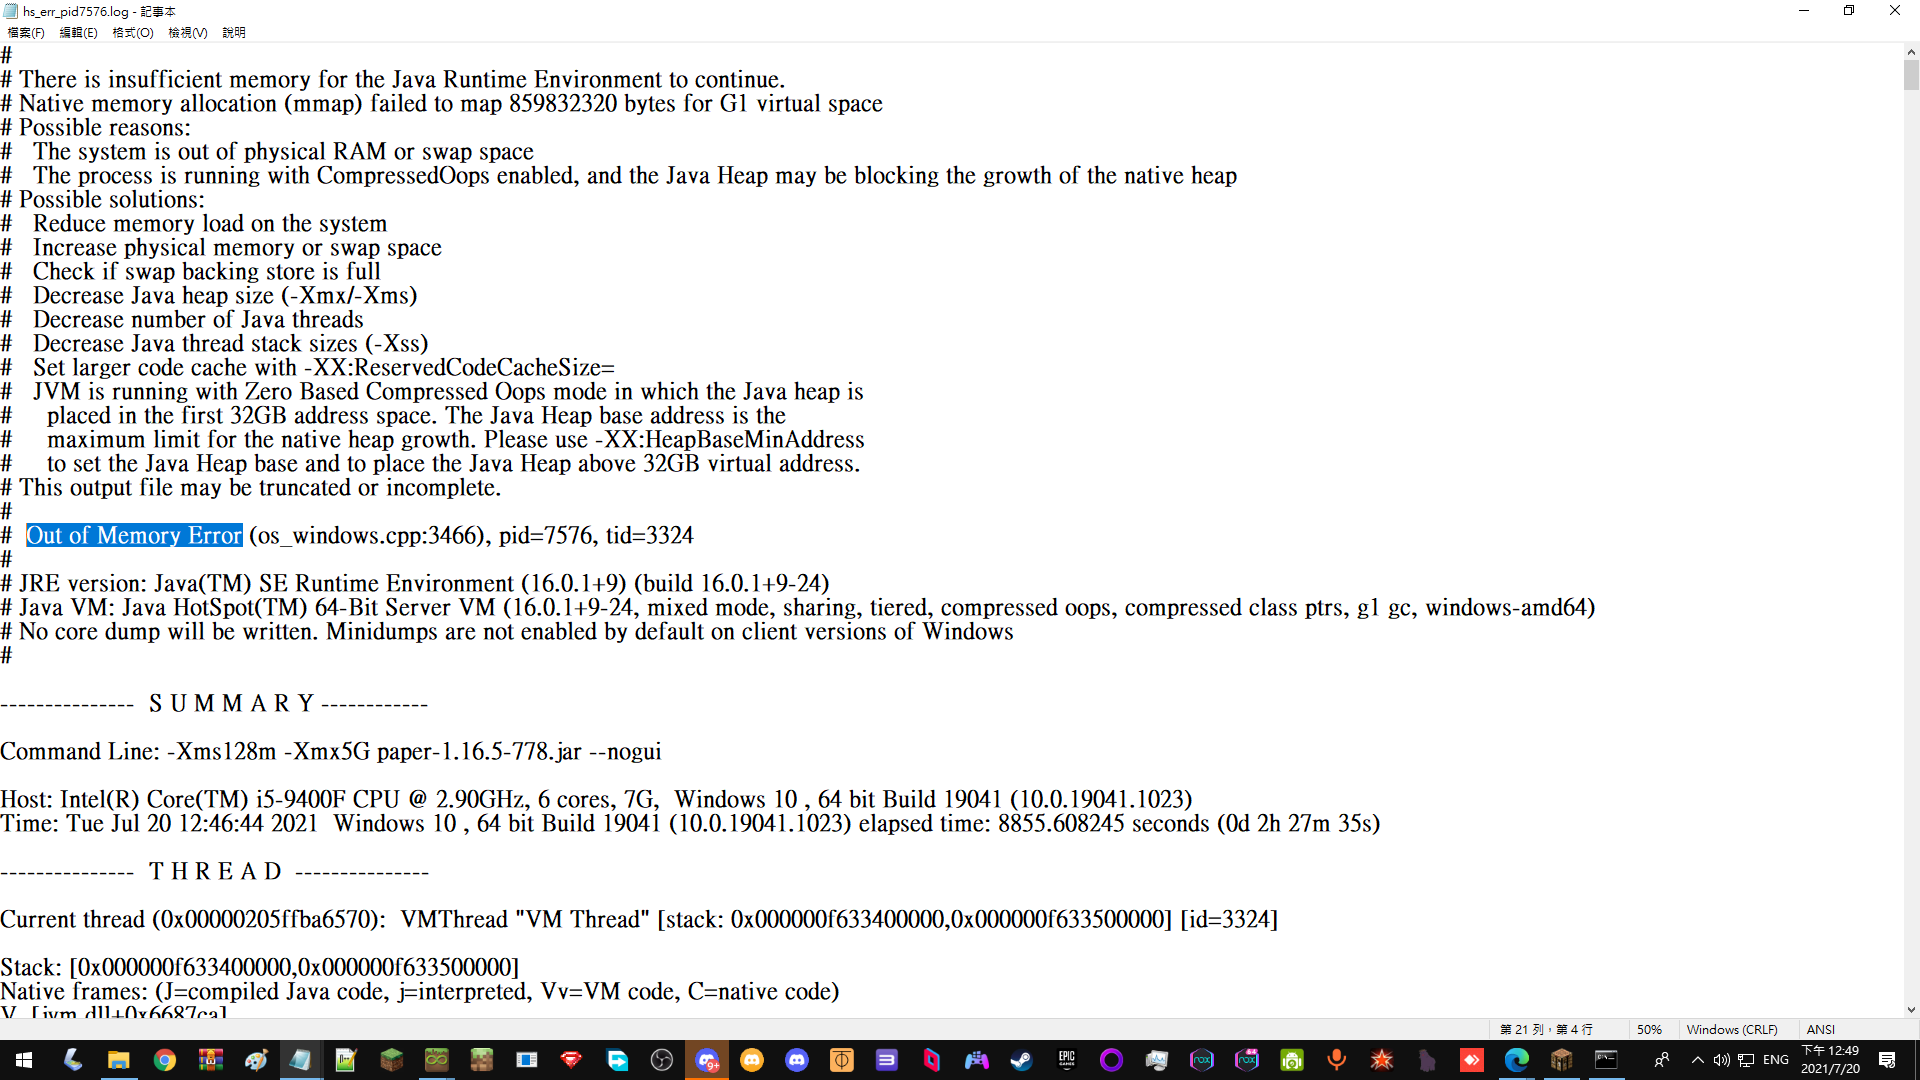 hs_err_pid7576.log - 記事本
檔案(F) 編輯(E) 格式(O) 檢視(V) 說明
#
# There is insufficient memory for the Java Runtime Environment to continue.
# Native memory allocation (mmap) failed to map 859832320 bytes for G1 virtual space
# Possible reasons:
#   The system is out of physical RAM or swap space
#   The process is running with CompressedOops enabled, and the Java Heap may be blocking the growth of the native heap
# Possible solutions:
#   Reduce memory load on the system
#   Increase physical memory or swap space
#   Check if swap backing store is full
#   Decrease Java heap size (-Xmx/-Xms)
#   Decrease number of Java threads
#   Decrease Java thread stack sizes (-Xss)
#   Set larger code cache with -XX:ReservedCodeCacheSize=
#   JVM is running with Zero Based Compressed Oops mode in which the Java heap is
#     placed in the first 32GB address space. The Java Heap base address is the
#     maximum limit for the native heap growth. Please use -XX:HeapBaseMinAddress
#     to set the Java Heap base and to place the Java Heap above 32GB virtual address.
# This output file may be truncated or incomplete.
#
#  Out of Memory Error (os_windows.cpp:3466), pid=7576, tid=3324
#
# JRE version: Java(TM) SE Runtime Environment (16.0.1+9) (build 16.0.1+9-24)
# Java VM: Java HotSpot(TM) 64-Bit Server VM (16.0.1+9-24, mixed mode, sharing, tiered, compressed oops, compressed class ptrs, g1 gc, windows-amd64)
# No core dump will be written. Minidumps are not enabled by default on client versions of Windows
#
---------------  S U M M A R Y ------------
Command Line: -Xms128m -Xmx5G paper-1.16.5-778.jar --nogui
Host: Intel(R) Core(TM) i5-9400F CPU @ 2.90GHz, 6 cores, 7G,  Windows 10 , 64 bit Build 19041 (10.0.19041.1023)
Time: Tue Jul 20 12:46:44 2021  Windows 10 , 64 bit Build 19041 (10.0.19041.1023) elapsed time: 8855.608245 seconds (0d 2h 27m 35s)
---------------  T H R E A D  ---------------
Current thread (0x00000205ffba6570):  VMThread "VM Thread" [stack: 0x000000f633400000,0x000000f633500000] [id=3324]
Stack: [0x000000f633400000,0x000000f633500000]
Native frames: (J=compiled Java code, j=interpreted, Vv=VM code, C=native code)
V  [jvm.dll+0x6687ca]
第 21 列，第 4 行 50% Windows (CRLF) ANSI
9+ EPIC GAMES nox nox 64 ENG 下午 12:49
2021/7/20